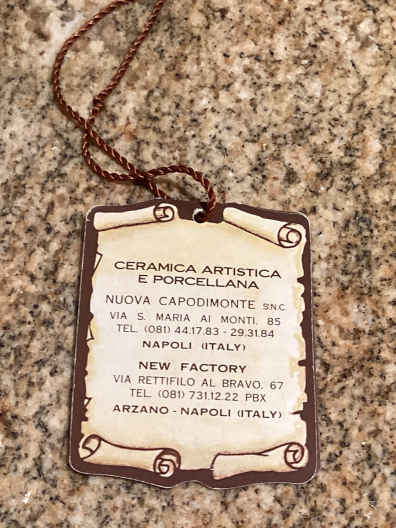 CERAMICA ARTISTICA
E PORCELLANA
NUOVA CAPODIMONTE S.N.C.
VIA S. MARIA AI MONTI, 85
TEL. (081) 44.17.83 - 29.31.84
NAPOLI (ITALY)
NEW FACTORY
VIA RETTIFILO AL BRAVO, 67
TEL. (081) 731.12.22 PBX
ARZANO - NAPOLI (ITALY)